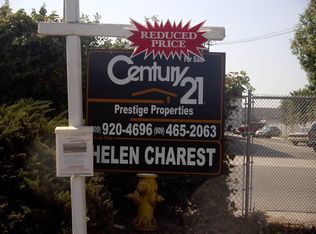 REDUCED
PRICE
For Sale
Century
21
Prestige Properties
(909) 920-4696 (909) 465-2063
HELEN CHAREST